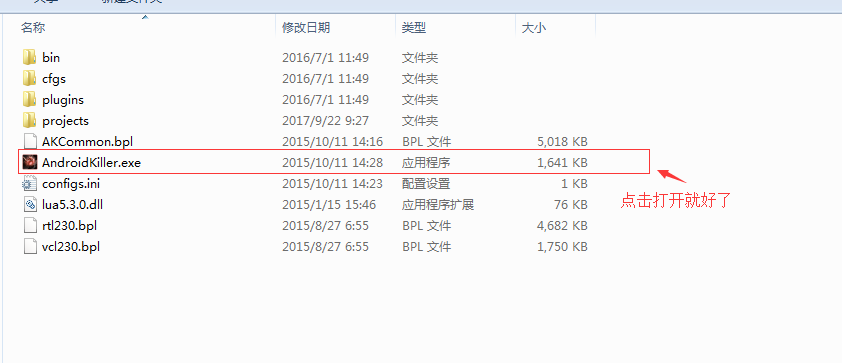 共享 新建文件夹
名称 修改日期 类型 大小
bin 2016/7/1 11:49 文件夹
cfgs 2016/7/1 11:49 文件夹
plugins 2016/7/1 11:49 文件夹
projects 2017/9/22 9:27 文件夹
AKCommon.bpl 2015/10/11 14:16 BPL 文件 5,018 KB
AndroidKiller.exe 2015/10/11 14:28 应用程序 1,641 KB
configs.ini 2015/10/11 14:23 配置设置 1 KB
lua5.3.0.dll 2015/1/15 15:46 应用程序扩展 76 KB
点击打开就好了
rtl230.bpl 2015/8/27 6:55 BPL 文件 4,682 KB
vcl230.bpl 2015/8/27 6:55 BPL 文件 1,750 KB